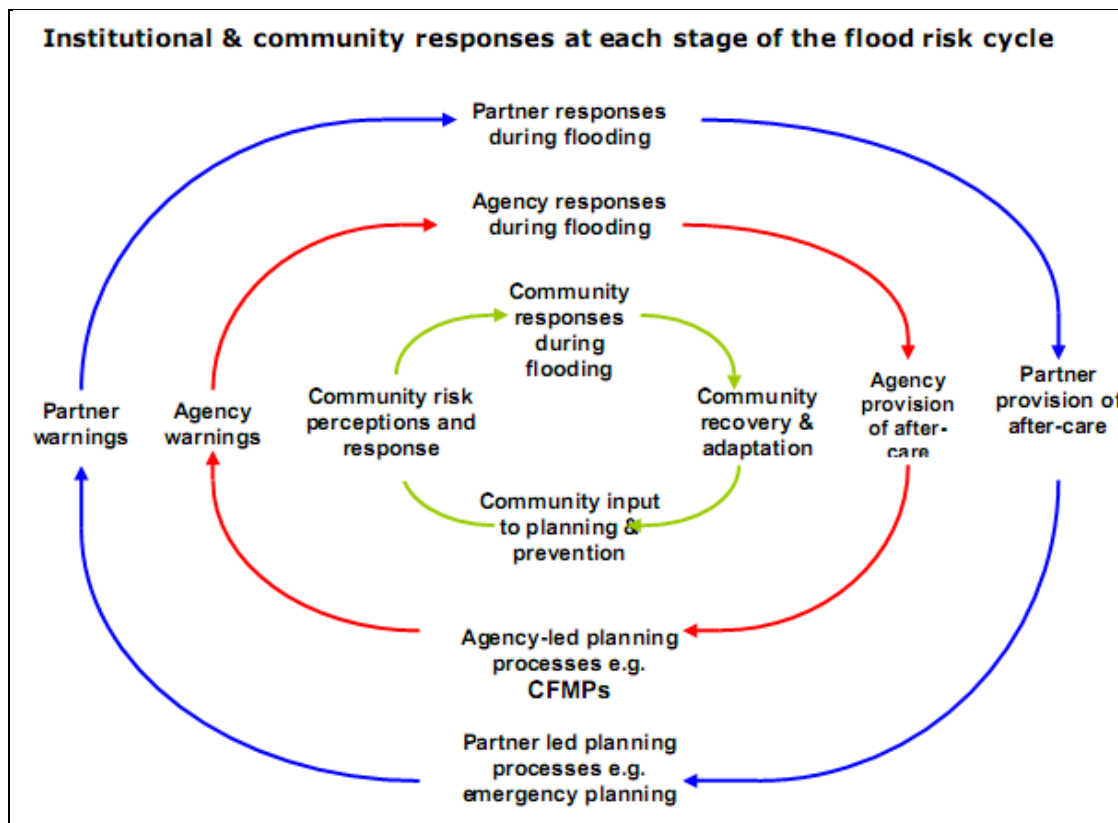 Institutional & community responses at each stage of the flood risk cycle
Partner responses
during flooding
Agency responses
during flooding
Community
responses
during
flooding
Partner
warnings
Agency
warnings
Community risk
perceptions and
response
Community
recovery &
adaptation
Agency
provision
of after-
care
Partner
provision of
after-care
Community input
to planning &
prevention
Agency-led planning
processes e.g.
CFMPs
Partner led planning
processes e.g.
emergency planning